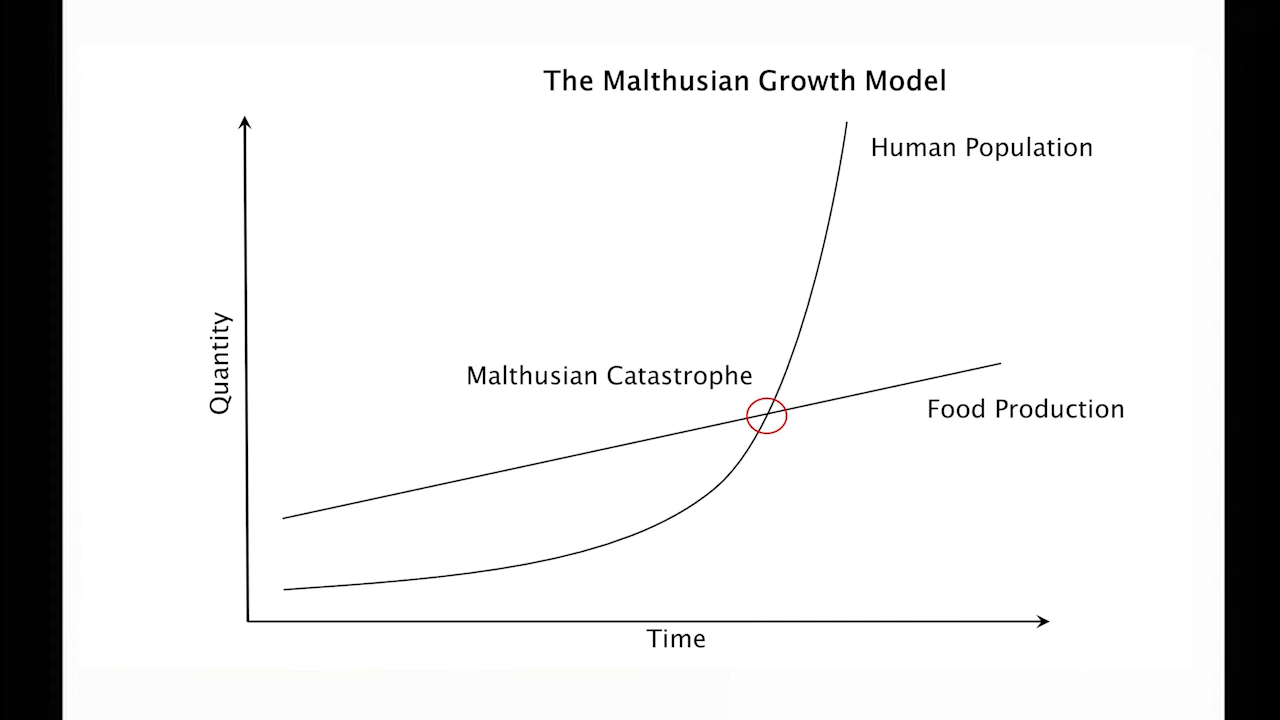 The Malthusian Growth Model
Human Population
Quantity
Malthusian Catastrophe
Food Production
Time